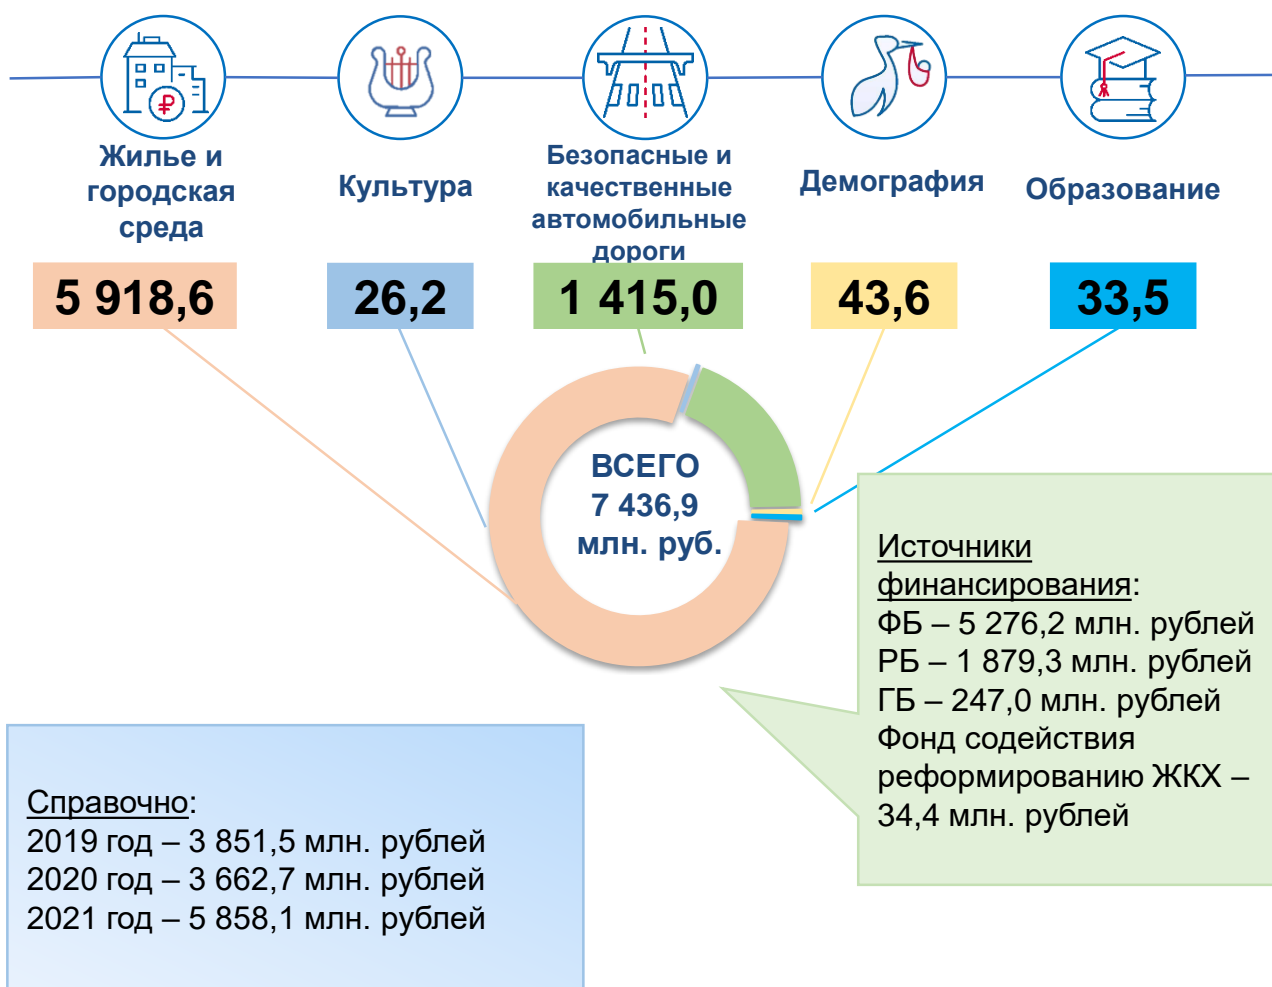 Жилье и
городская
среда
Культура
Безопасные и
качественные
автомобильные
дороги
Демография
Образование
5 918,6
26,2
1 415,0
43,6
33,5
ВСЕГО
7 436,9
млн. руб.
Источники
финансирования:
ФБ – 5 276,2 млн. рублей
РБ – 1 879,3 млн. рублей
ГБ – 247,0 млн. рублей
Фонд содействия
реформированию ЖКХ –
34,4 млн. рублей
Справочно:
2019 год – 3 851,5 млн. рублей
2020 год – 3 662,7 млн. рублей
2021 год – 5 858,1 млн. рублей